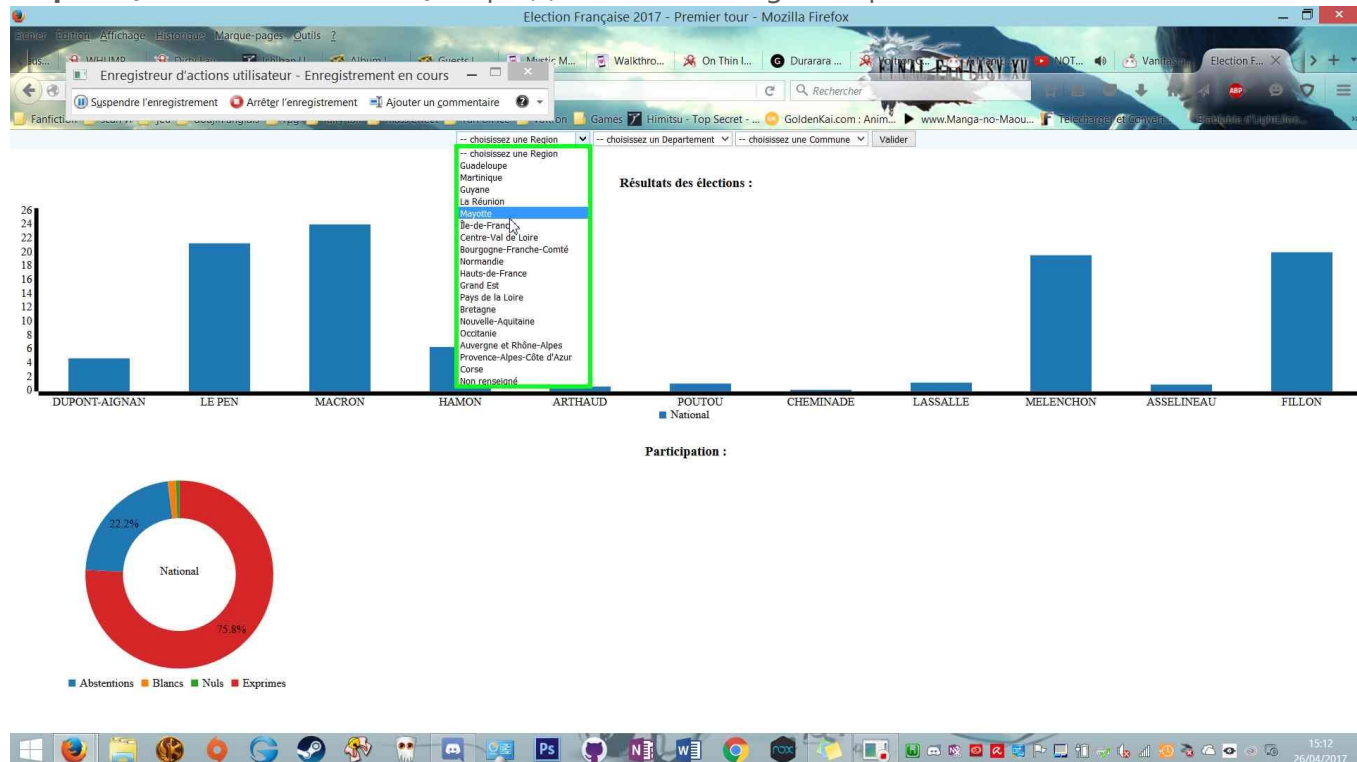 Election Française 2017 - Premier tour - Mozilla Firefox
Fichier Édition Affichage Historique Marque-pages Outils ?
Walkthro... On Thin I... Durarara ... NOT... Election F...
Enregistreur d'actions utilisateur - Enregistrement en cours
Rechercher
Suspendre l'enregistrement Arrêter l'enregistrement Ajouter un commentaire
Games Himitsu - Top Secret - ... GoldenKai.com : Anim... www.Manga-no-Maou...
-- choisissez une Region -- choisissez un Departement -- choisissez une Commune Valider
-- choisissez une Region
Guadeloupe
Martinique
Guyane
La Réunion
Mayotte
Île-de-France
Centre-Val de Loire
Bourgogne-Franche-Comté
Normandie
Hauts-de-France
Grand Est
Pays de la Loire
Bretagne
Nouvelle-Aquitaine
Occitanie
Auvergne et Rhône-Alpes
Provence-Alpes-Côte d'Azur
Corse
Non renseigné
Résultats des élections :
26
24
22
20
18
16
14
12
10
8
6
4
2
0
DUPONT-AIGNAN LE PEN MACRON HAMON ARTHAUD POUTOU CHEMINADE LASSALLE MELENCHON ASSELINEAU FILLON
National
Participation :
22.2%
National
75.8%
Abstentions Blancs Nuls Exprimes
15:12
26/04/2017